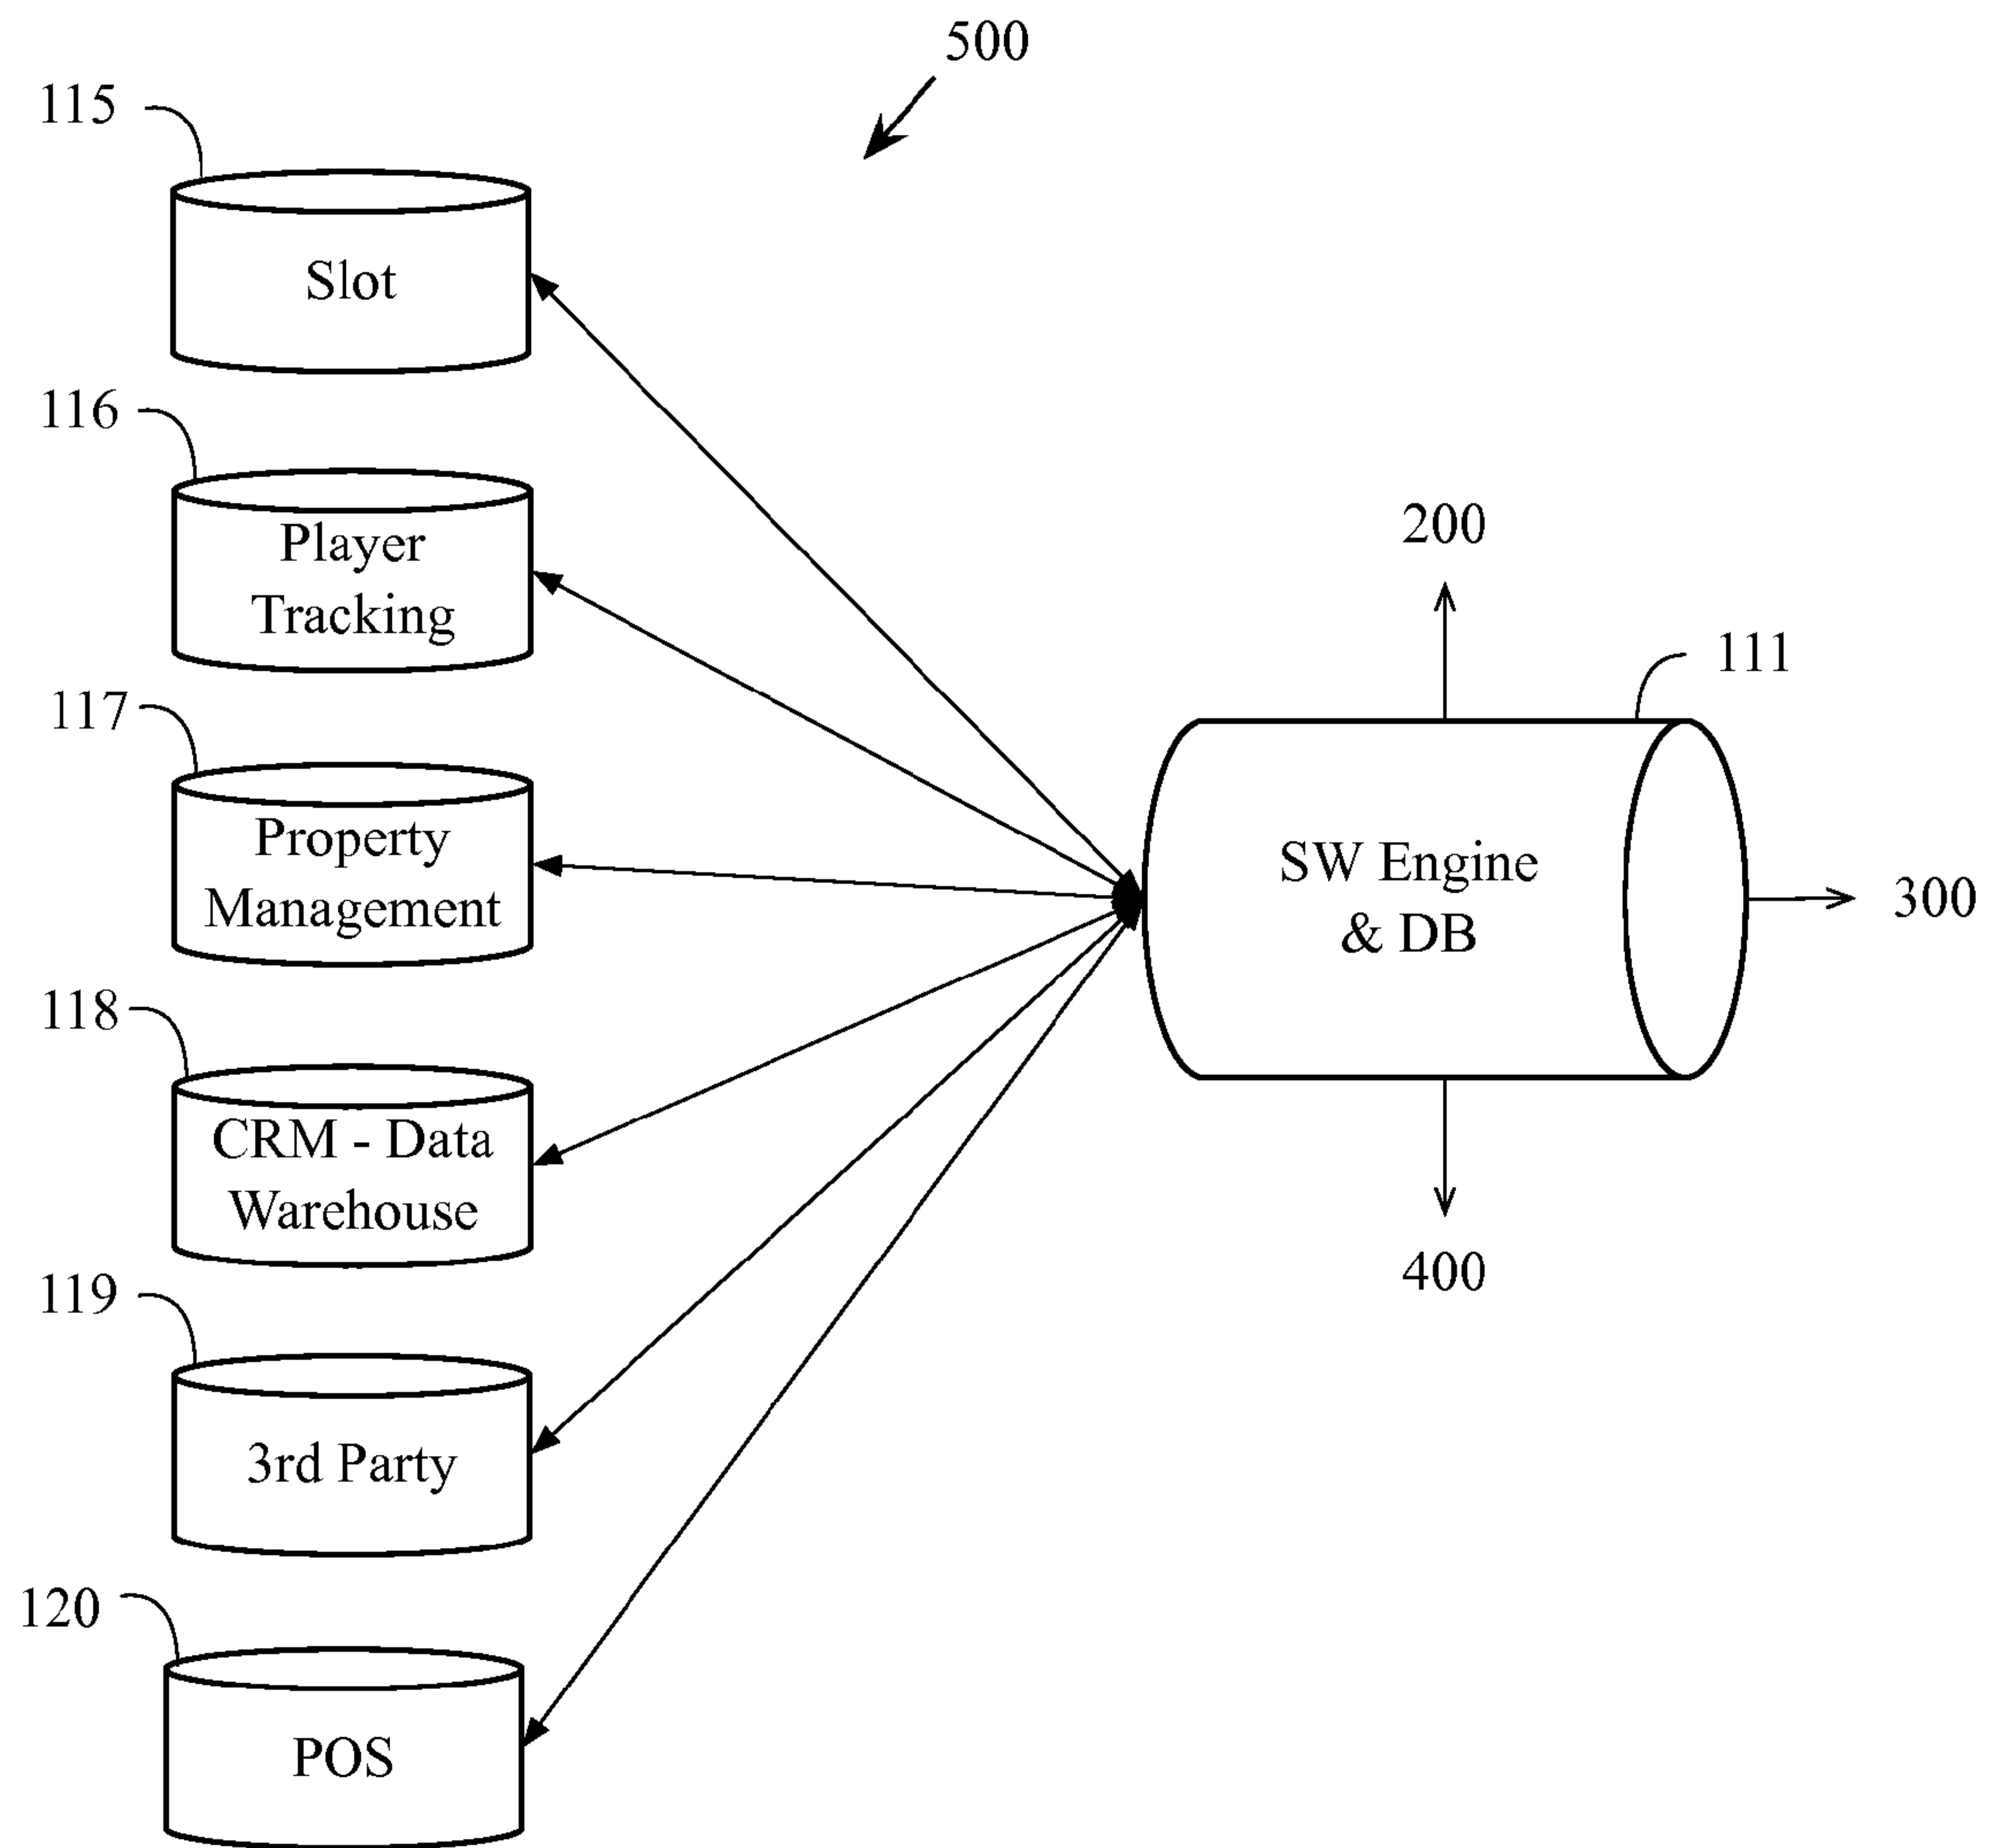 500
115
Slot
116
Player
Tracking
117
Property
Management
118
CRM - Data
Warehouse
119
3rd Party
120
POS
200
111
SW Engine
& DB
300
400